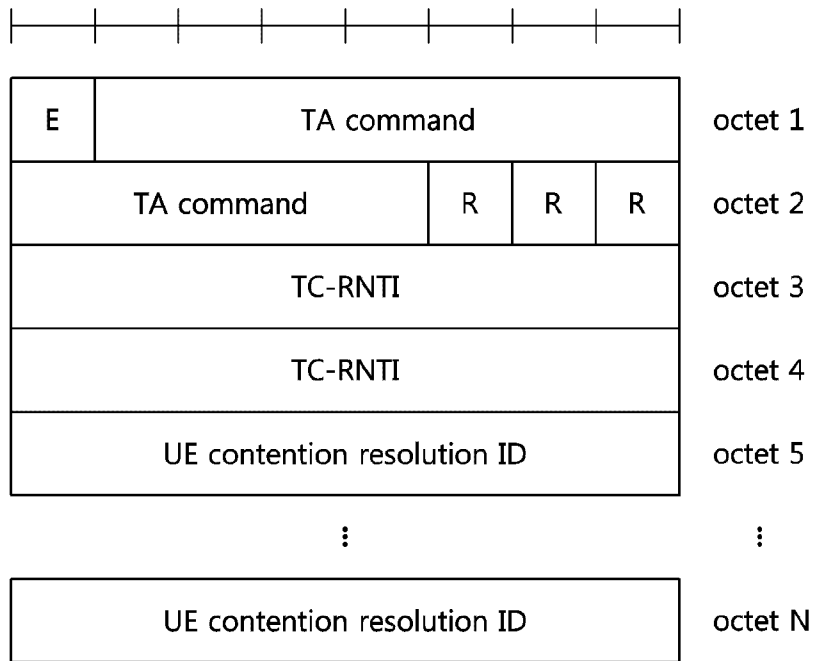 E TA command octet 1
TA command R R R octet 2
TC-RNTI octet 3
TC-RNTI octet 4
UE contention resolution ID octet 5
⋮ ⋮
UE contention resolution ID octet N